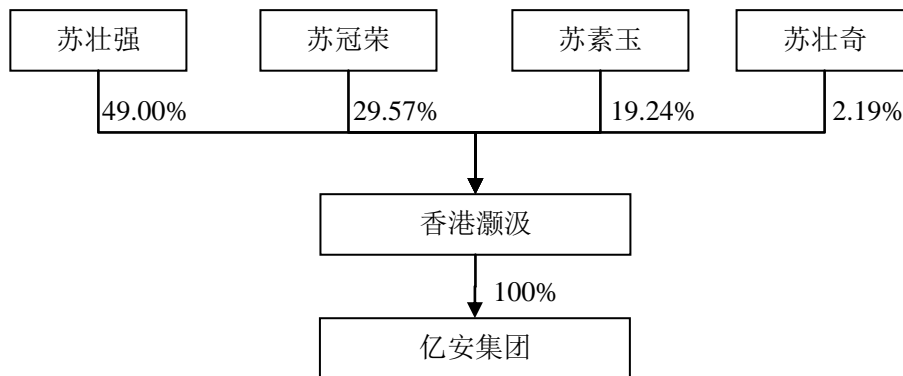 苏壮强
苏冠荣
苏素玉
苏壮奇
49.00%
29.57%
19.24%
2.19%
香港灏汲
100%
亿安集团